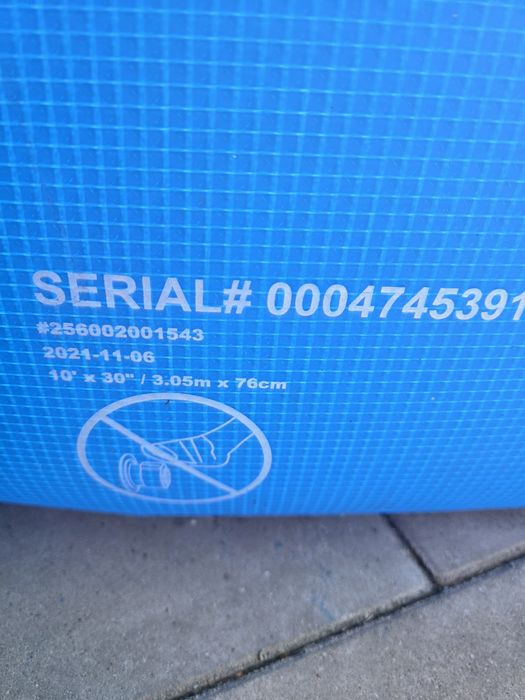 SERIAL# 0004745391
#256002001543
2021-11-06
10' x 30" / 3.05m x 76cm